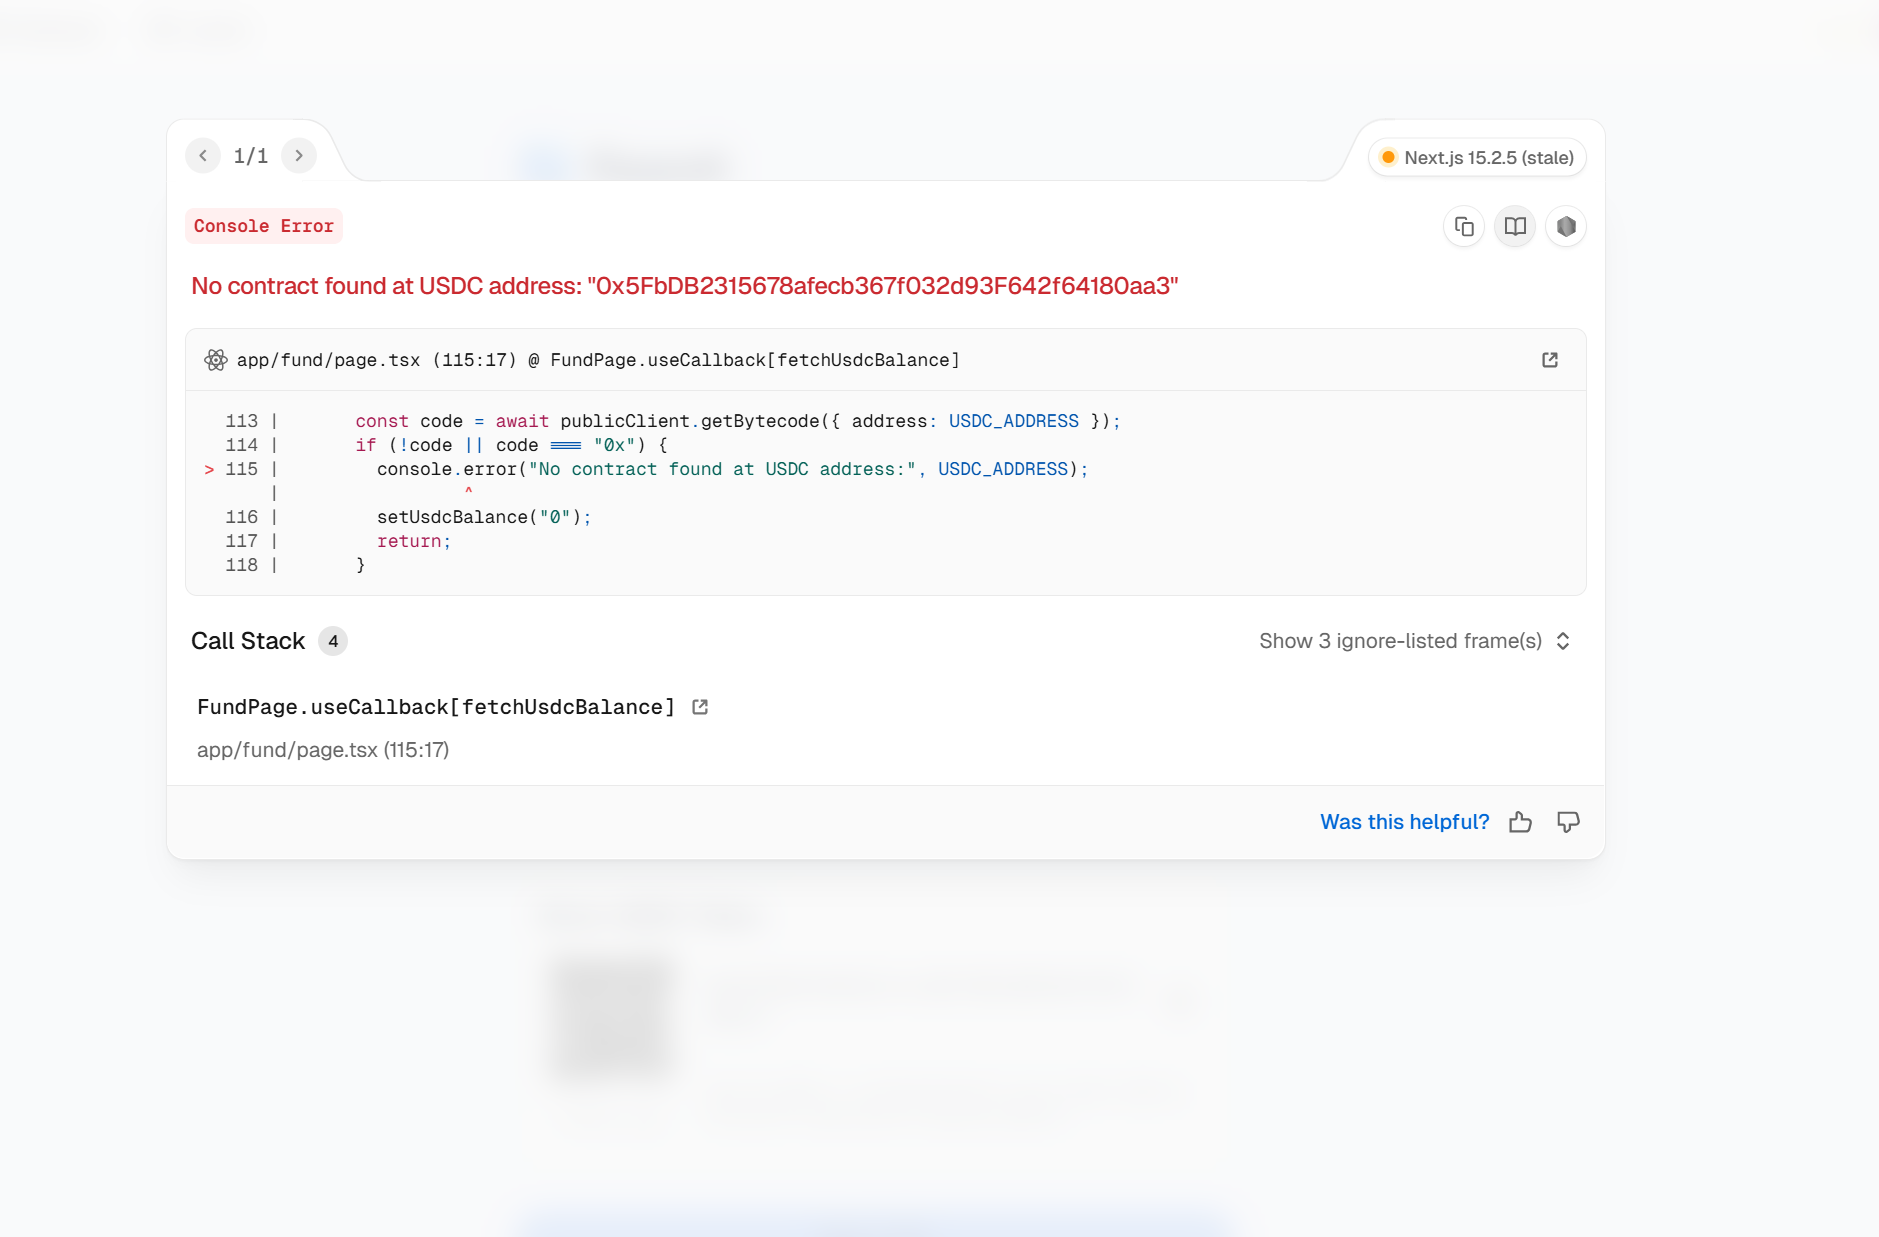 1/1
Next.js 15.2.5 (stale)
Console Error
No contract found at USDC address: "0x5FbDB2315678afecb367f032d93F642f64180aa3"
app/fund/page.tsx (115:17) @ FundPage.useCallback[fetchUsdcBalance]
113 | const code = await publicClient.getBytecode({ address: USDC_ADDRESS });
114 | if (!code || code === "0x") {
> 115 | console.error("No contract found at USDC address:", USDC_ADDRESS);
| ^
116 | setUsdcBalance("0");
117 | return;
118 | }
Call Stack 4
Show 3 ignore-listed frame(s)
FundPage.useCallback[fetchUsdcBalance]
app/fund/page.tsx (115:17)
Was this helpful?